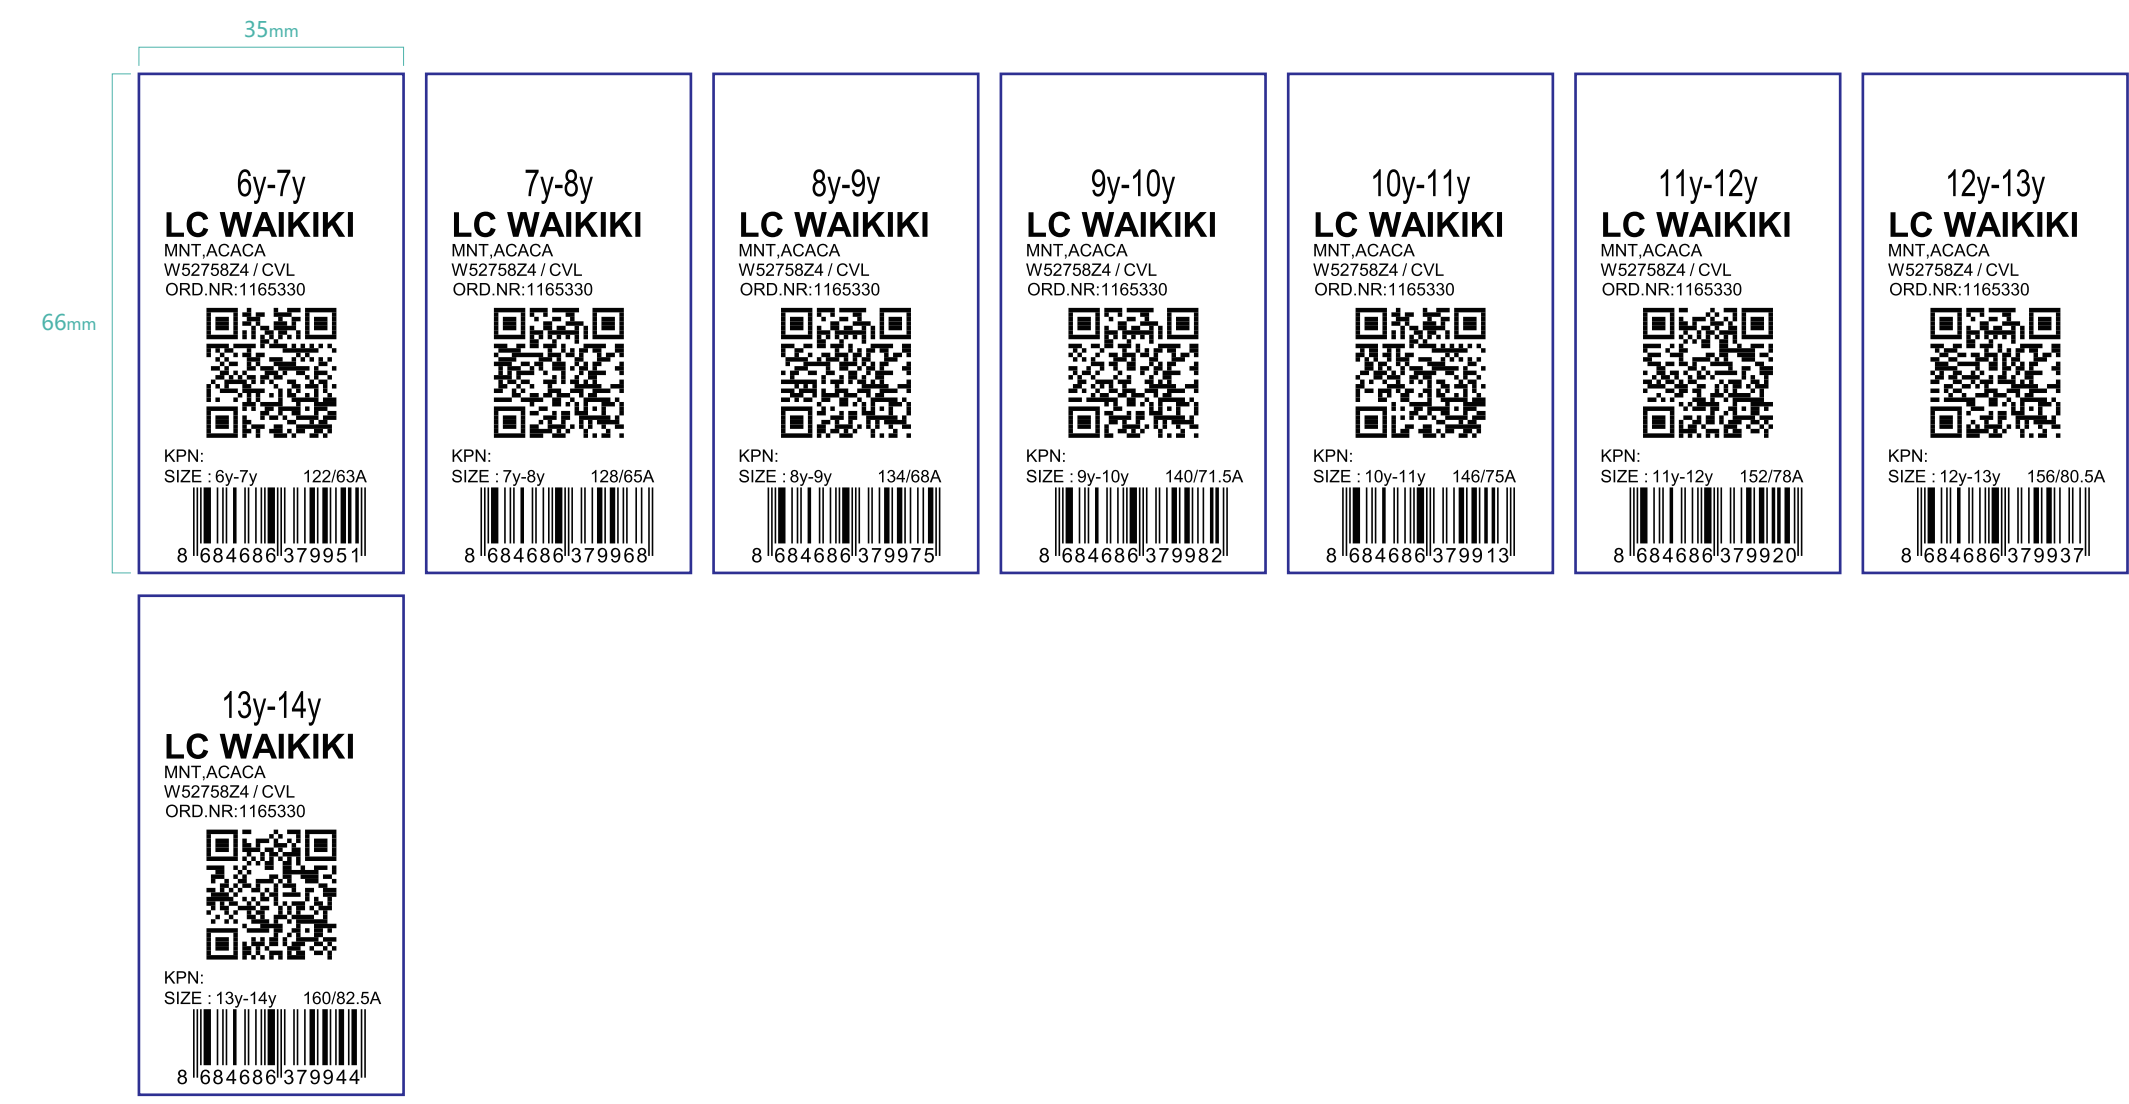 35mm
66mm
6y-7y
LC WAIKIKI
MNT,ACACA
W52758Z4 / CVL
ORD.NR:1165330
KPN:
SIZE : 6y-7y 122/63A
8 684686 379951
7y-8y
LC WAIKIKI
MNT,ACACA
W52758Z4 / CVL
ORD.NR:1165330
KPN:
SIZE : 7y-8y 128/65A
8 684686 379968
8y-9y
LC WAIKIKI
MNT,ACACA
W52758Z4 / CVL
ORD.NR:1165330
KPN:
SIZE : 8y-9y 134/68A
8 684686 379975
9y-10y
LC WAIKIKI
MNT,ACACA
W52758Z4 / CVL
ORD.NR:1165330
KPN:
SIZE : 9y-10y 140/71.5A
8 684686 379982
10y-11y
LC WAIKIKI
MNT,ACACA
W52758Z4 / CVL
ORD.NR:1165330
KPN:
SIZE : 10y-11y 146/75A
8 684686 379913
11y-12y
LC WAIKIKI
MNT,ACACA
W52758Z4 / CVL
ORD.NR:1165330
KPN:
SIZE : 11y-12y 152/78A
8 684686 379920
12y-13y
LC WAIKIKI
MNT,ACACA
W52758Z4 / CVL
ORD.NR:1165330
KPN:
SIZE : 12y-13y 156/80.5A
8 684686 379937
13y-14y
LC WAIKIKI
MNT,ACACA
W52758Z4 / CVL
ORD.NR:1165330
KPN:
SIZE : 13y-14y 160/82.5A
8 684686 379944